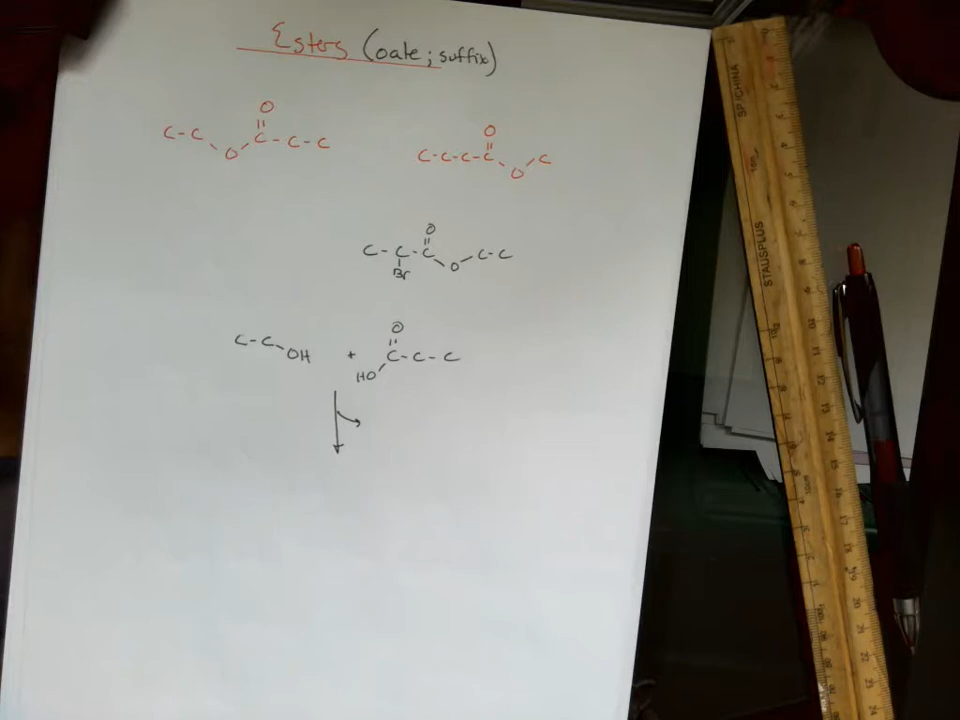 Esters (oate; suffix)
O O
C-C O C-C-C C-C-C-C O C
O
C-C-C O C-C
Br
O
C-C OH + C-C-C
HO
SP/CHINA
STAUSPLUS